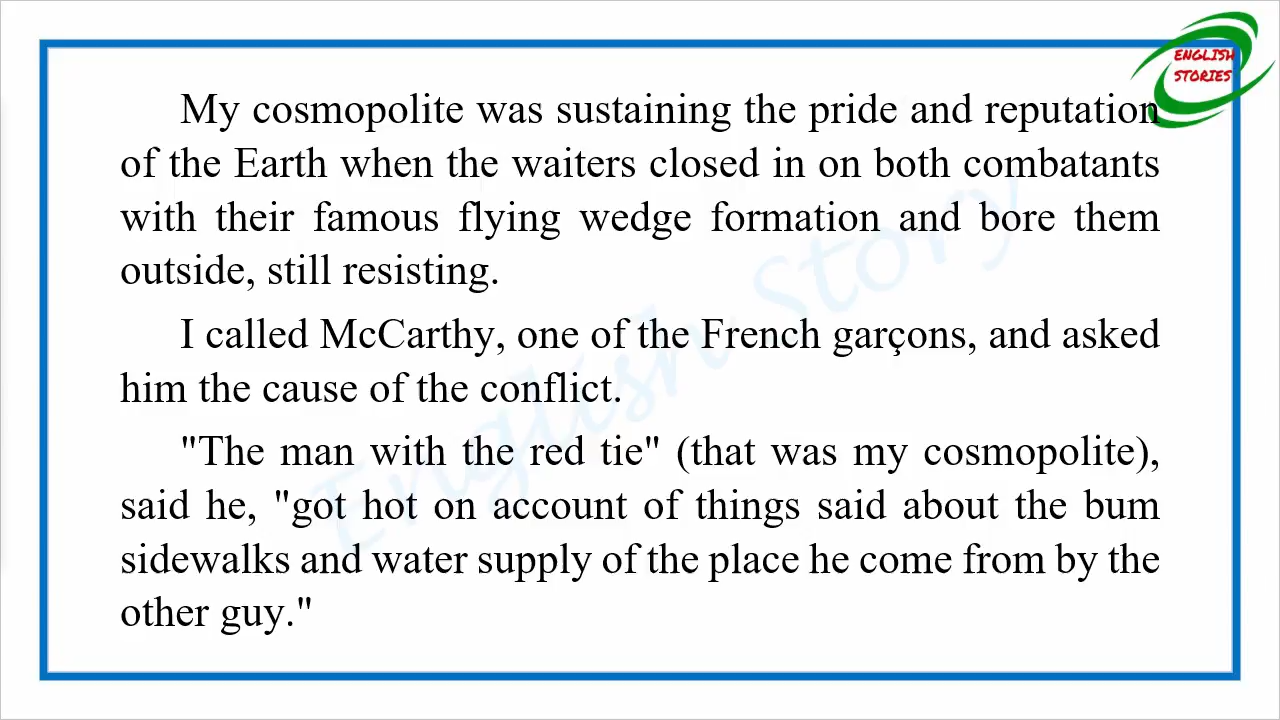 ENGLISH
STORIES
My cosmopolite was sustaining the pride and reputation
of the Earth when the waiters closed in on both combatants
with their famous flying wedge formation and bore them
outside, still resisting.
I called McCarthy, one of the French garçons, and asked
him the cause of the conflict.
"The man with the red tie" (that was my cosmopolite),
said he, "got hot on account of things said about the bum
sidewalks and water supply of the place he come from by the
other guy."
English Story